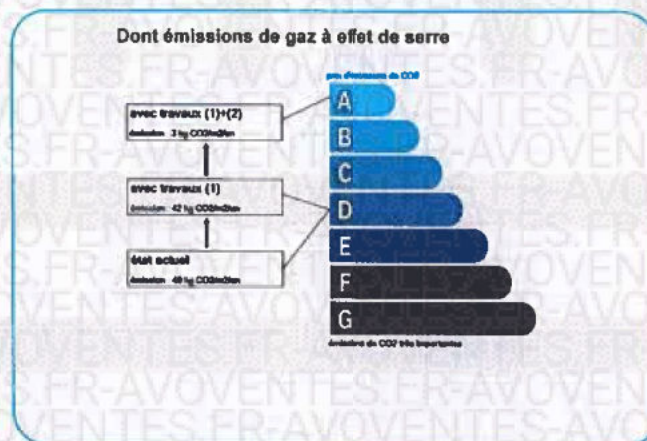 Dont émissions de gaz à effet de serre
peu d'émissions de CO2
avec travaux (1)+(2)
émission 3 kg CO2/m2/an
avec travaux (1)
émission 42 kg CO2/m2/an
état actuel
émission kg CO2/m2/an
A
B
C
D
E
F
G
émissions de CO2 très importantes